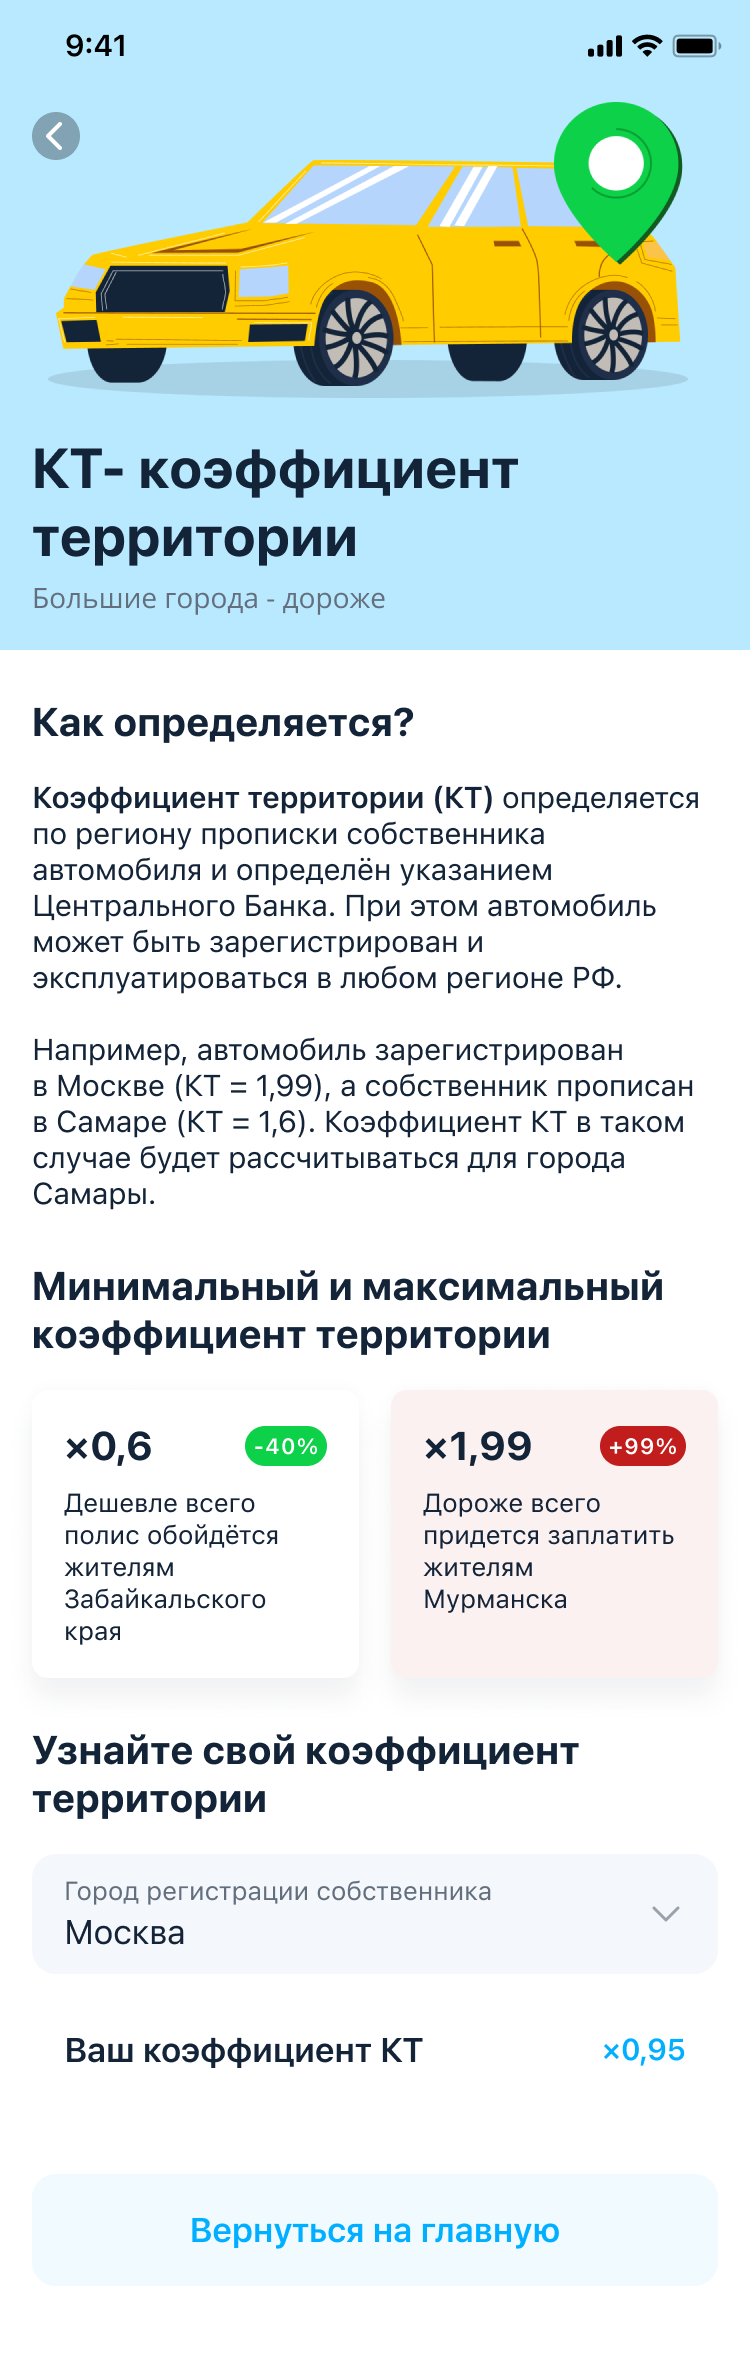 9:41
КТ- коэффициент
территории
Большие города - дороже
Как определяется?
Коэффициент территории (КТ) определяется
по региону прописки собственника
автомобиля и определён указанием
Центрального Банка. При этом автомобиль
может быть зарегистрирован и
эксплуатироваться в любом регионе РФ.
Например, автомобиль зарегистрирован
в Москве (КТ = 1,99), а собственник прописан
в Самаре (КТ = 1,6). Коэффициент КТ в таком
случае будет рассчитываться для города
Самары.
Минимальный и максимальный
коэффициент территории
×0,6
-40%
Дешевле всего
полис обойдётся
жителям
Забайкальского
края
×1,99
+99%
Дороже всего
придется заплатить
жителям
Мурманска
Узнайте свой коэффициент
территории
Город регистрации собственника
Москва
Ваш коэффициент КТ
×0,95
Вернуться на главную